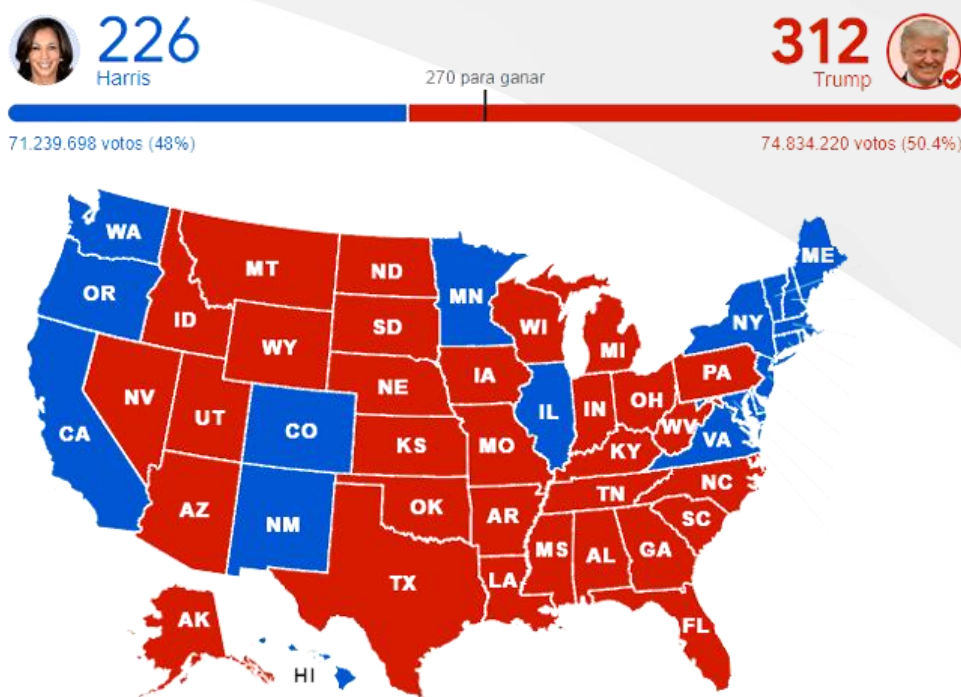 226
Harris
312
Trump
270 para ganar
71.239.698 votos (48%)
74.834.220 votos (50.4%)
WA
ME
MT
ND
OR
MN
ID
SD
WI
NY
WY
MI
IA
PA
NE
NV
OH
UT
IL
IN
CO
WV
CA
VA
KS
MO
KY
NC
TN
OK
AZ
AR
SC
NM
MS
AL
GA
TX
LA
AK
FL
HI